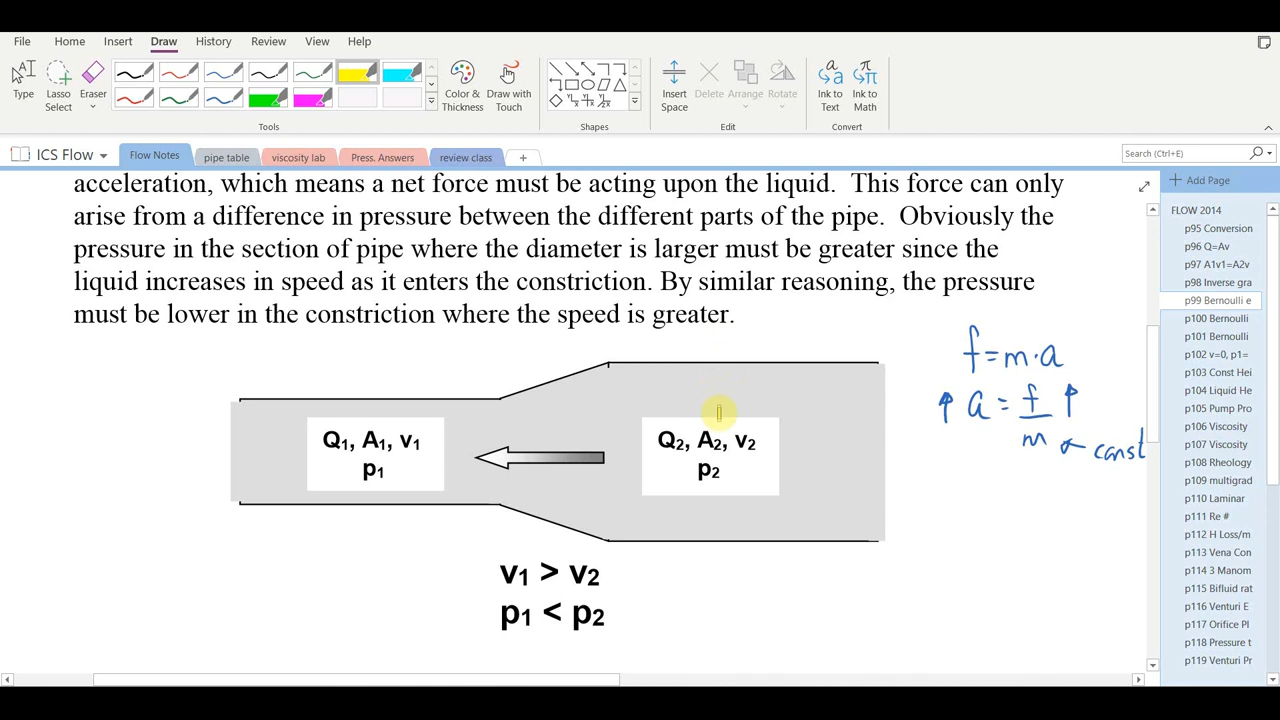 File Home Insert Draw History Review View Help
Type Lasso Select Eraser Color & Thickness Draw with Touch Insert Space Delete Arrange Rotate Ink to Text Ink to Math
Tools Shapes Edit Convert
ICS Flow Flow Notes pipe table viscosity lab Press. Answers review class + Search (Ctrl+E)
acceleration, which means a net force must be acting upon the liquid. This force can only
arise from a difference in pressure between the different parts of the pipe. Obviously the
pressure in the section of pipe where the diameter is larger must be greater since the
liquid increases in speed as it enters the constriction. By similar reasoning, the pressure
must be lower in the constriction where the speed is greater.
f=m·a
↑ a = f/m ↑
← const
Q₁, A₁, v₁
p₁
Q₂, A₂, v₂
p₂
v₁ > v₂
p₁ < p₂
+ Add Page
FLOW 2014
p95 Conversion
p96 Q=Av
p97 A1v1=A2v
p98 Inverse gra
p99 Bernoulli e
p100 Bernoulli
p101 Bernoulli
p102 v=0, p1=
p103 Const Hei
p104 Liquid He
p105 Pump Pro
p106 Viscosity
p107 Viscosity
p108 Rheology
p109 multigrad
p110 Laminar
p111 Re #
p112 H Loss/m
p113 Vena Con
p114 3 Manom
p115 Bifluid rat
p116 Venturi E
p117 Orifice Pl
p118 Pressure t
p119 Venturi Pr